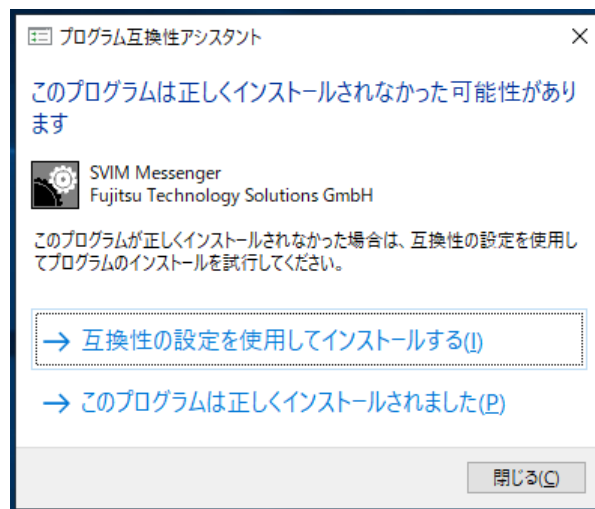 プログラム互換性アシスタント
このプログラムは正しくインストールされなかった可能性があり
ます
SVIM Messenger
Fujitsu Technology Solutions GmbH
このプログラムが正しくインストールされなかった場合は、互換性の設定を使用し
てプログラムのインストールを試行してください。
→ 互換性の設定を使用してインストールする(I)
→ このプログラムは正しくインストールされました(P)
閉じる(C)